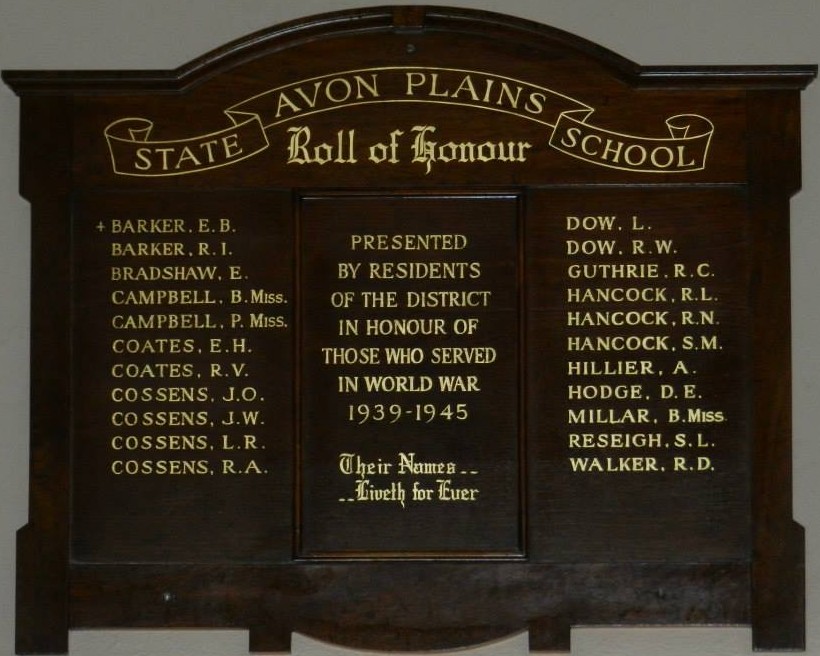 AVON PLAINS
STATE SCHOOL
Roll of Honour
+ BARKER, E.B.
BARKER, R.I.
BRADSHAW, E.
CAMPBELL, B. Miss.
CAMPBELL, P. Miss.
COATES, E.H.
COATES, R.V.
COSSENS, J.O.
COSSENS, J.W.
COSSENS, L.R.
COSSENS, R.A.
PRESENTED
BY RESIDENTS
OF THE DISTRICT
IN HONOUR OF
THOSE WHO SERVED
IN WORLD WAR
1939-1945
Their Names --
-- Liveth for Ever
DOW, L.
DOW, R.W.
GUTHRIE, R.C.
HANCOCK, R.L.
HANCOCK, R.N.
HANCOCK, S.M.
HILLIER, A.
HODGE, D.E.
MILLAR, B. Miss.
RESEIGH, S.L.
WALKER, R.D.